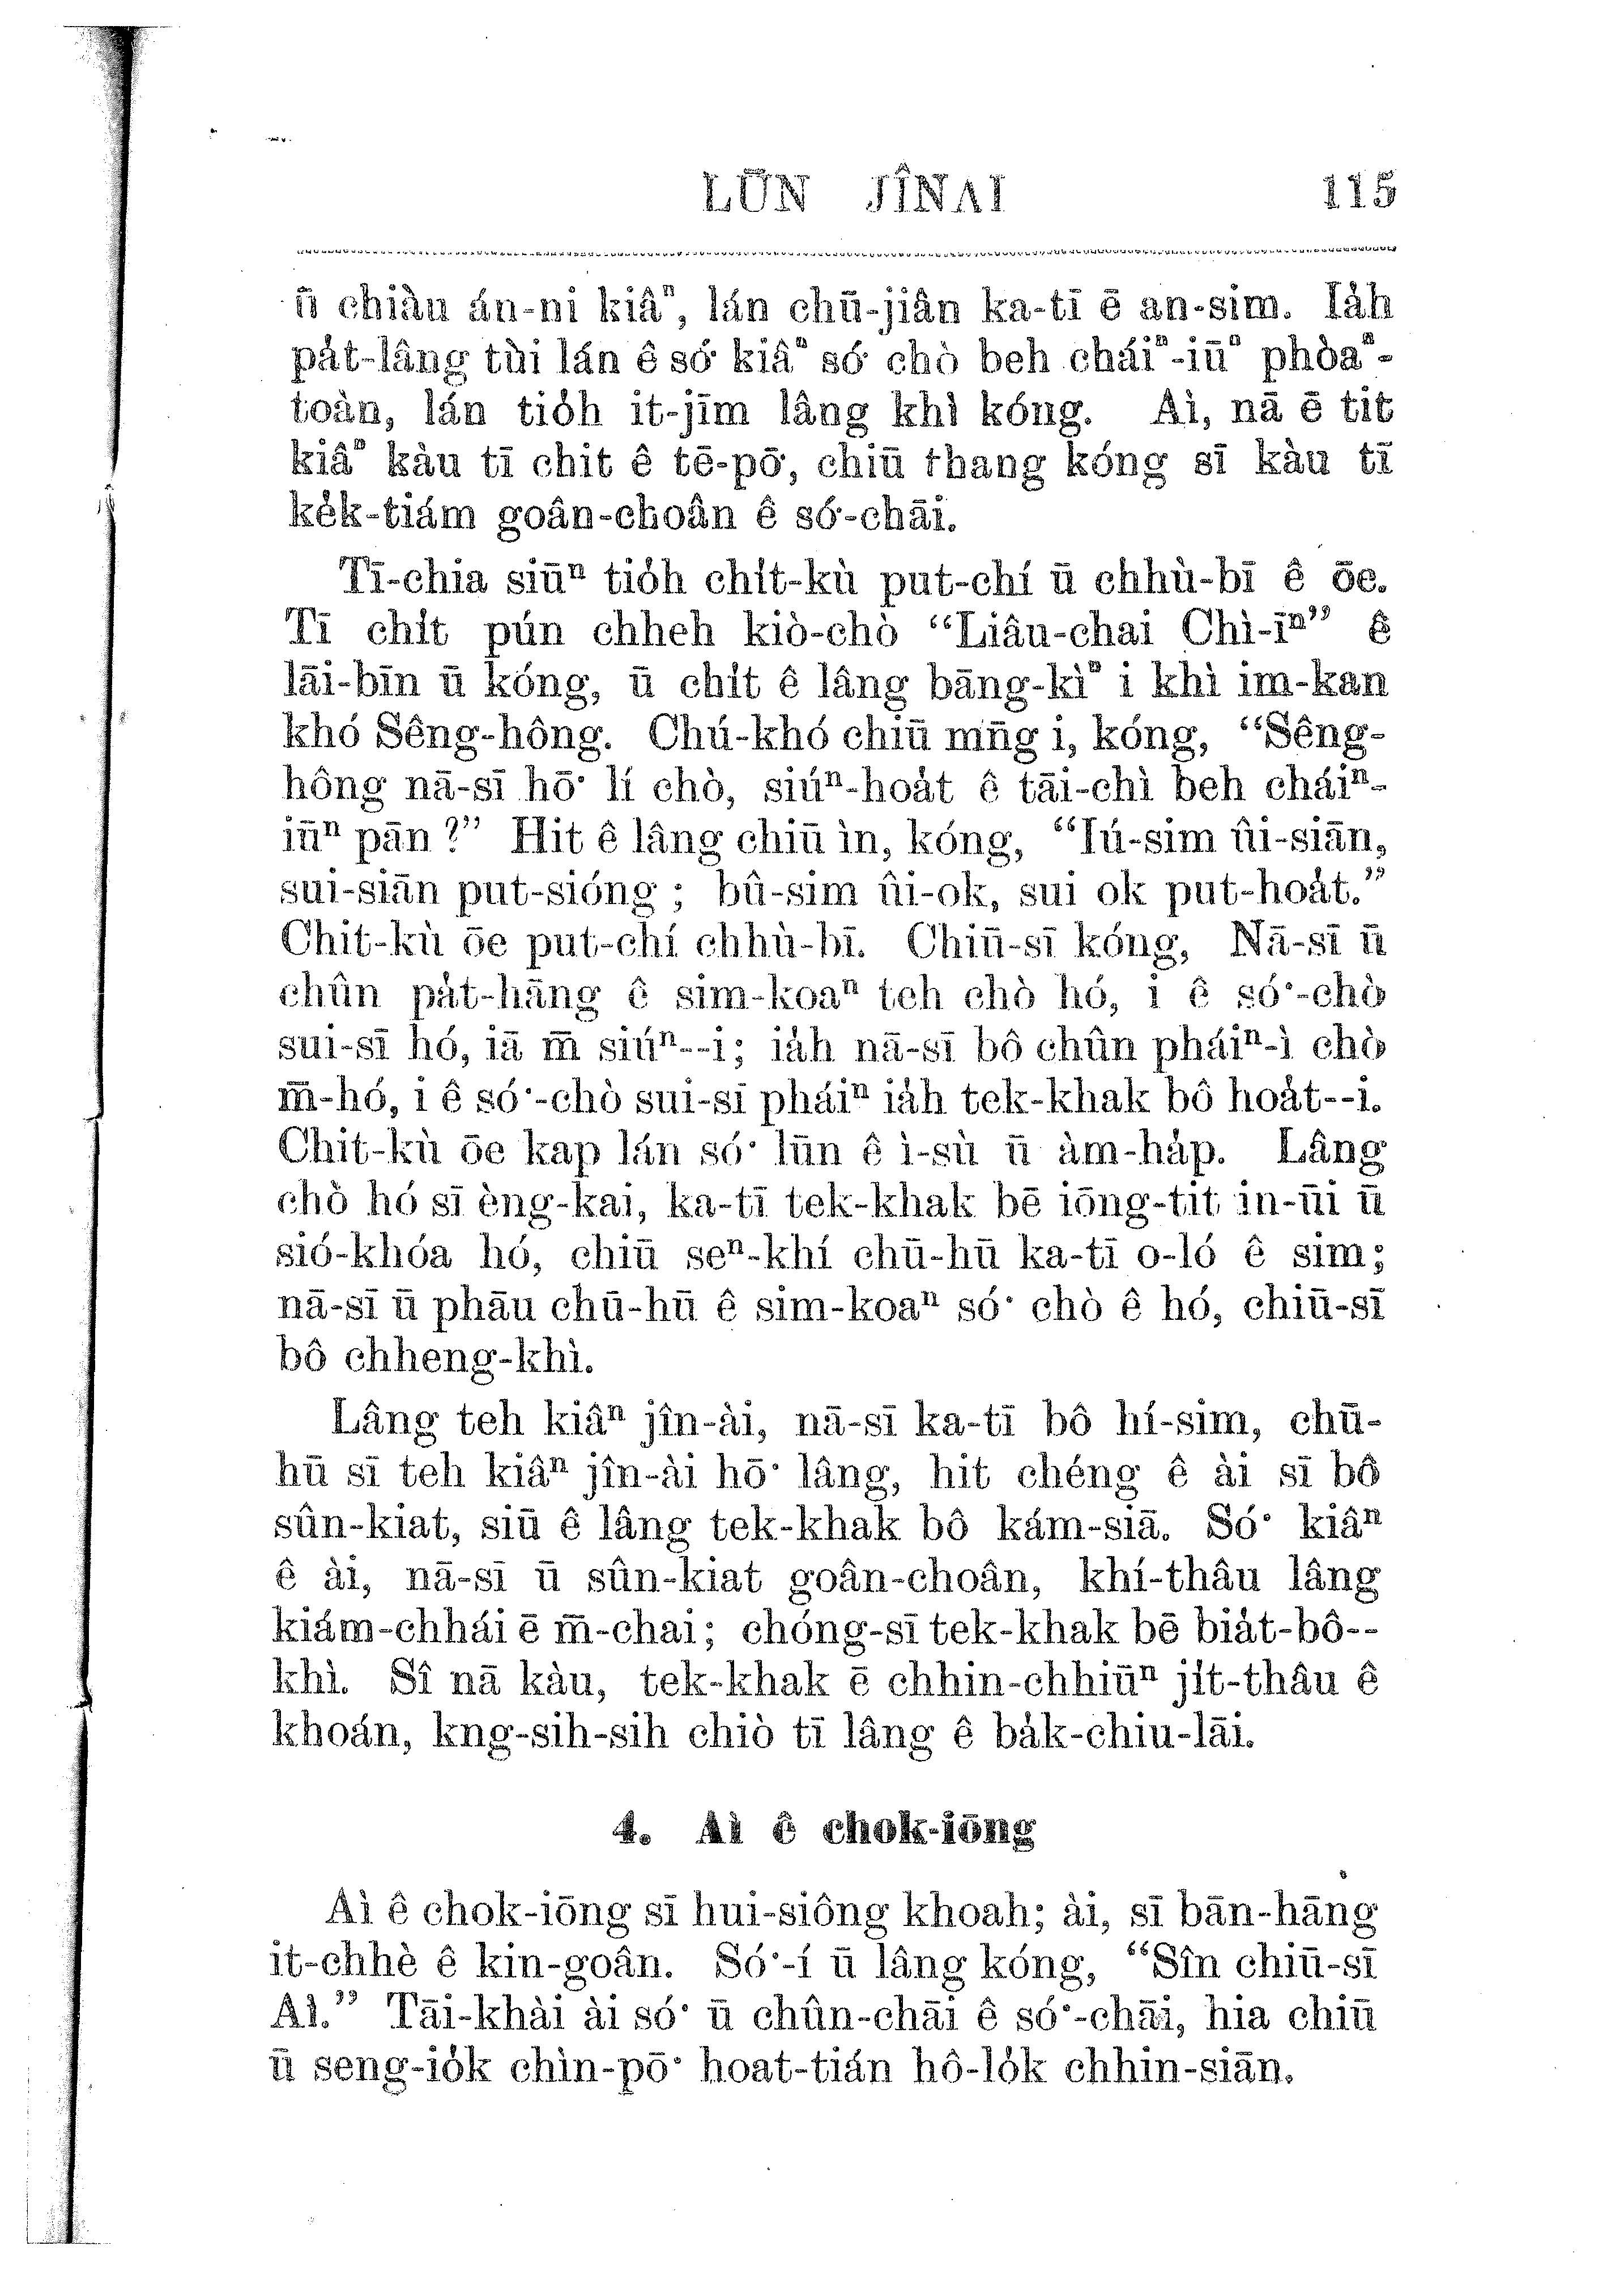 LŪN JÎNAI 115
ū chiàu án-ni kiâⁿ, lán chū-jiân ka-tī ē an-sim. Iáh
pát-lâng tùi lán ê só͘ kiâⁿ só͘ chò beh cháiⁿ-iūⁿ phòaⁿ-
toàn, lán tióh it-jīm lâng khì kóng. Ai, nā ē tit
kiâⁿ kàu tī chit ê tē-pō͘, chiū thang kóng sī kàu tī
kék-tiám goân-choân ê só͘-chāi.
Tī-chia siūⁿ tióh chít-kù put-chí ū chhù-bī ê ōe.
Tī chít pún chheh kiò-chò “Liâu-chai Chì-īⁿ” ê
lāi-bīn ū kóng, ū chít ê lâng bāng-kìⁿ i khì im-kan
khó Sêng-hông. Chú-khó chiū mn̄g i, kóng, “Sêng-
hông nā-sī hō͘ lí chò, siúⁿ-hoát ê tāi-chì beh cháiⁿ-
iūⁿ pān?” Hit ê lâng chiū ìn, kóng, “Iú-sim ûi-siān,
sui-siān put-sióng; bû-sim ûi-ok, sui ok put-hoát.”
Chit-kù ōe put-chí chhù-bī. Chiū-sī kóng, Nā-sī ū
chûn pát-hāng ê sim-koaⁿ teh chò hó, i ê só͘-chò
sui-sī hó, iā m̄ siúⁿ--i; iáh nā-sī bô chûn pháiⁿ-ì chò
m̄-hó, i ê só͘-chò sui-sī pháiⁿ iáh tek-khak bô hoát--i.
Chit-kù ōe kap lán só͘ lūn ê ì-sù ū àm-háp. Lâng
chò hó sī èng-kai, ka-tī tek-khak bē iōng-tit in-ūi ū
sió-khóa hó, chiū seⁿ-khí chū-hū ka-tī o-ló ê sim;
nā-sī ū phāu chū-hū ê sim-koaⁿ só͘ chò ê hó, chiū-sī
bô chheng-khì.
Lâng teh kiâⁿ jîn-ài, nā-sī ka-tī bô hí-sim, chū-
hū sī teh kiâⁿ jîn-ài hō͘ lâng, hit chéng ê ài sī bô
sûn-kiat, siū ê lâng tek-khak bô kám-siā. Só͘ kiâⁿ
ê ài, nā-sī ū sûn-kiat goân-choân, khí-thâu lâng
kiám-chhái ē m̄-chai; chóng-sī tek-khak bē biát-bô--
khì. Sî nā kàu, tek-khak ē chhin-chhiūⁿ jít-thâu ê
khoán, kng-sih-sih chiò tī lâng ê bák-chiu-lāi.
4. Ai ê chok-iōng
Ai ê chok-iōng sī hui-siông khoah; ài, sī bān-hāng
it-chhè ê kin-goân. Só͘-í ū lâng kóng, “Sîn chiū-sī
Ai.” Tāi-khài ài só͘ ū chûn-chāi ê só͘-chāi, hia chiū
ū seng-iók chìn-pō͘ hoat-tián hô-lók chhin-siān.